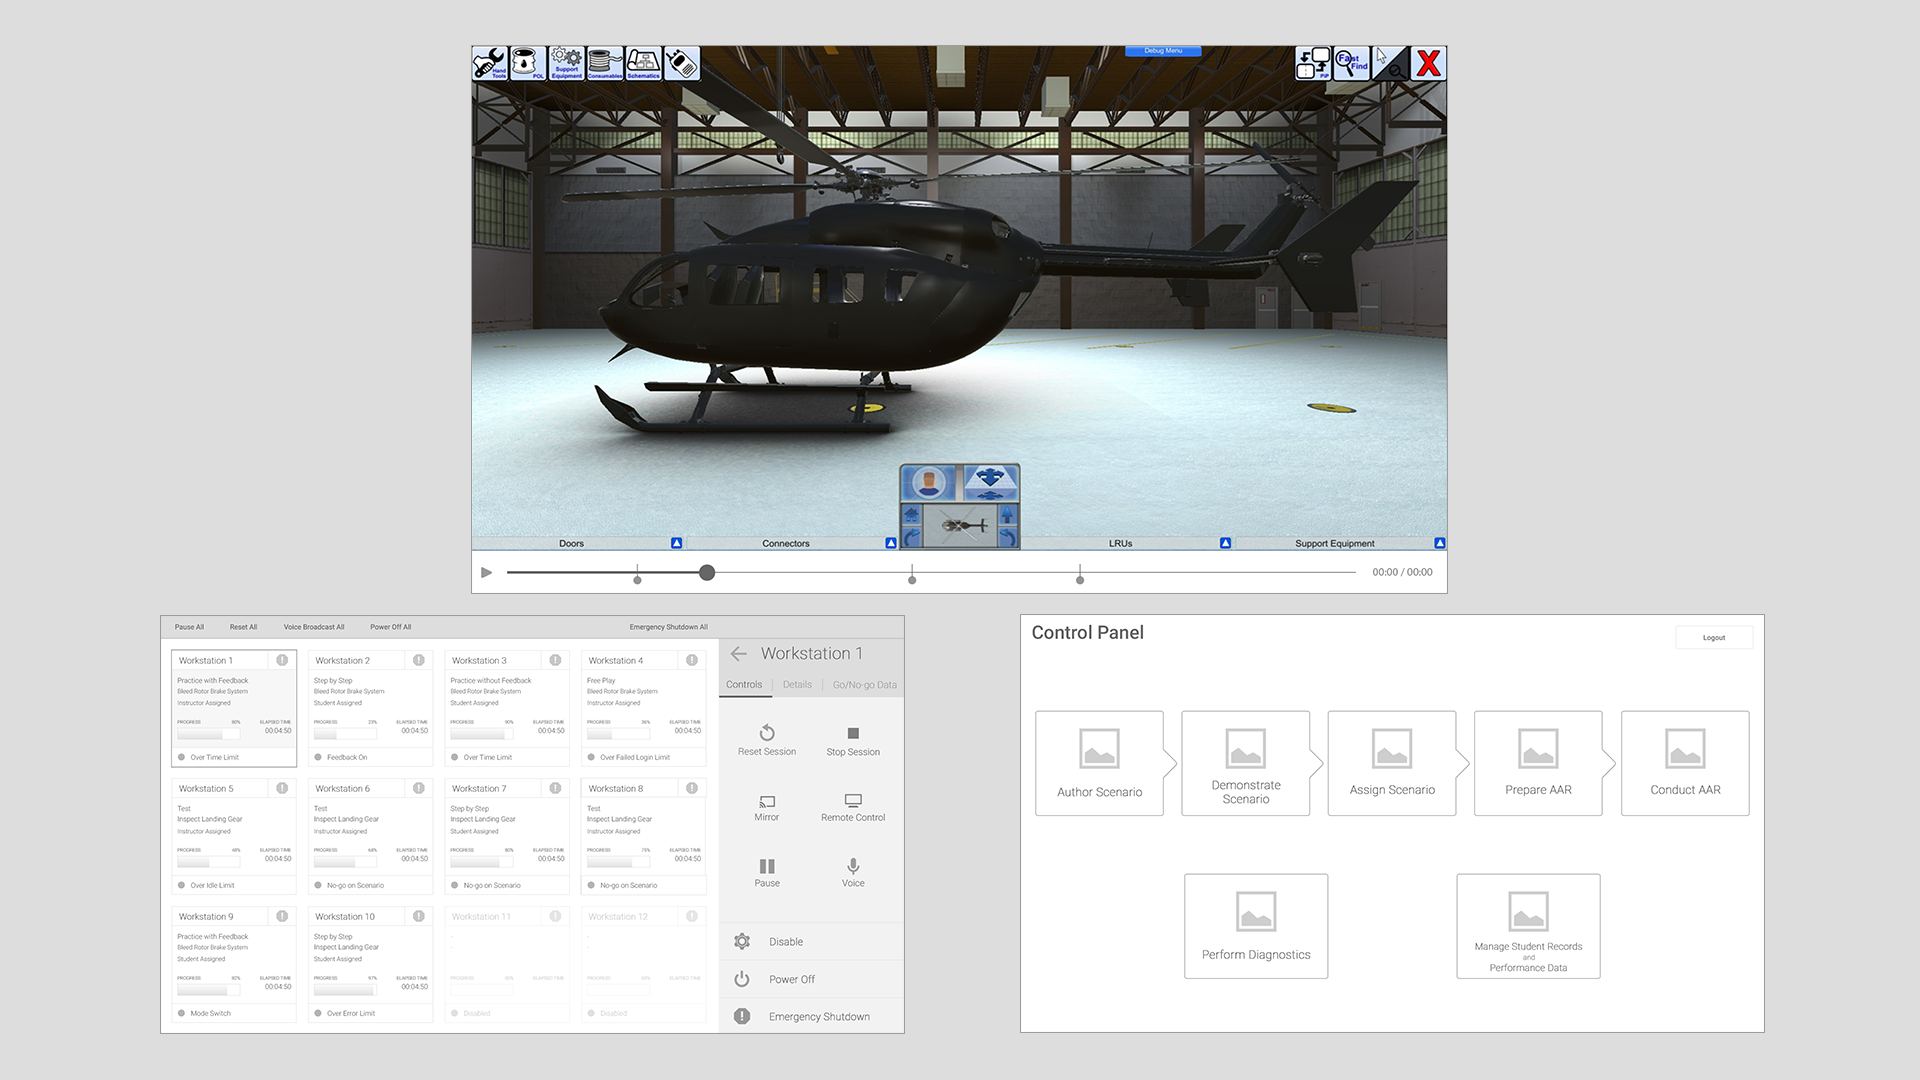 Hand
Tools
POL
Support
Equipment
Consumables
Schematics
Debug Menu
PiP
Fast
Find
X
Doors
Connectors
LRUs
Support Equipment
00:00 / 00:00
Pause All
Reset All
Voice Broadcast All
Power Off All
Emergency Shutdown All
Workstation 1
Practice with Feedback
Bleed Rotor Brake System
Instructor Assigned
PROGRESS 80% ELAPSED TIME
00:04:50
Over Time Limit
Workstation 2
Step by Step
Bleed Rotor Brake System
Student Assigned
PROGRESS 23% ELAPSED TIME
00:04:50
Feedback On
Workstation 3
Practice without Feedback
Bleed Rotor Brake System
Student Assigned
PROGRESS 90% ELAPSED TIME
00:04:50
Over Time Limit
Workstation 4
Free Play
Bleed Rotor Brake System
Instructor Assigned
PROGRESS 36% ELAPSED TIME
00:04:50
Over Failed Login Limit
Workstation 5
Test
Inspect Landing Gear
Instructor Assigned
PROGRESS 48% ELAPSED TIME
00:04:50
Over Idle Limit
Workstation 6
Test
Inspect Landing Gear
Instructor Assigned
PROGRESS 64% ELAPSED TIME
00:04:50
No-go on Scenario
Workstation 7
Step by Step
Inspect Landing Gear
Student Assigned
PROGRESS 80% ELAPSED TIME
00:04:50
No-go on Scenario
Workstation 8
Test
Inspect Landing Gear
Instructor Assigned
PROGRESS 75% ELAPSED TIME
00:04:50
No-go on Scenario
Workstation 9
Practice with Feedback
Bleed Rotor Brake System
Student Assigned
PROGRESS 82% ELAPSED TIME
00:04:50
Mode Switch
Workstation 10
Step by Step
Inspect Landing Gear
Student Assigned
PROGRESS 97% ELAPSED TIME
00:04:50
Over Error Limit
Workstation 11
-
-
PROGRESS ELAPSED TIME
Disabled
Workstation 12
-
-
PROGRESS ELAPSED TIME
Disabled
Workstation 1
Controls
Details
Go/No-go Data
Reset Session
Stop Session
Mirror
Remote Control
Pause
Voice
Disable
Power Off
Emergency Shutdown
Control Panel
Logout
Author Scenario
Demonstrate
Scenario
Assign Scenario
Prepare AAR
Conduct AAR
Perform Diagnostics
Manage Student Records
and
Performance Data